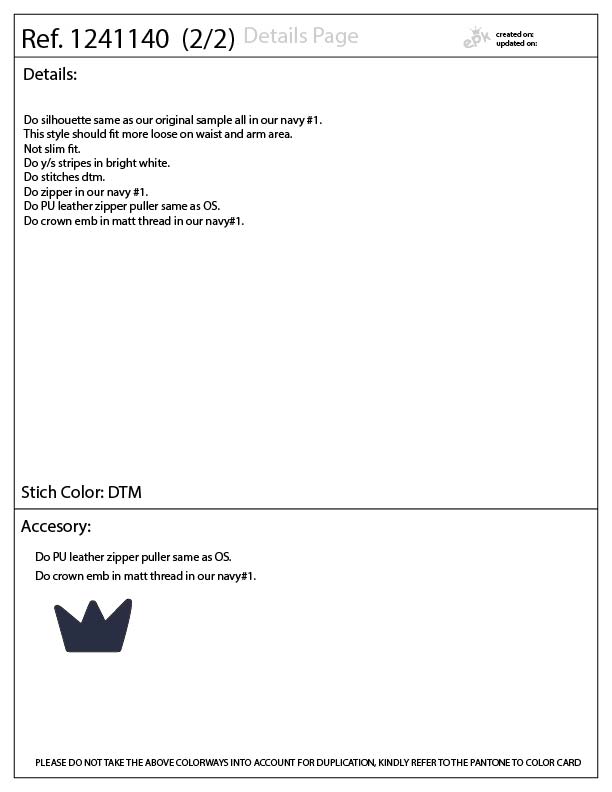 Ref. 1241140 (2/2) Details Page
epk
created on:
updated on:
Details:
Do silhouette same as our original sample all in our navy #1.
This style should fit more loose on waist and arm area.
Not slim fit.
Do y/s stripes in bright white.
Do stitches dtm.
Do zipper in our navy #1.
Do PU leather zipper puller same as OS.
Do crown emb in matt thread in our navy#1.
Stich Color: DTM
Accesory:
Do PU leather zipper puller same as OS.
Do crown emb in matt thread in our navy#1.
PLEASE DO NOT TAKE THE ABOVE COLORWAYS INTO ACCOUNT FOR DUPLICATION, KINDLY REFER TO THE PANTONE TO COLOR CARD